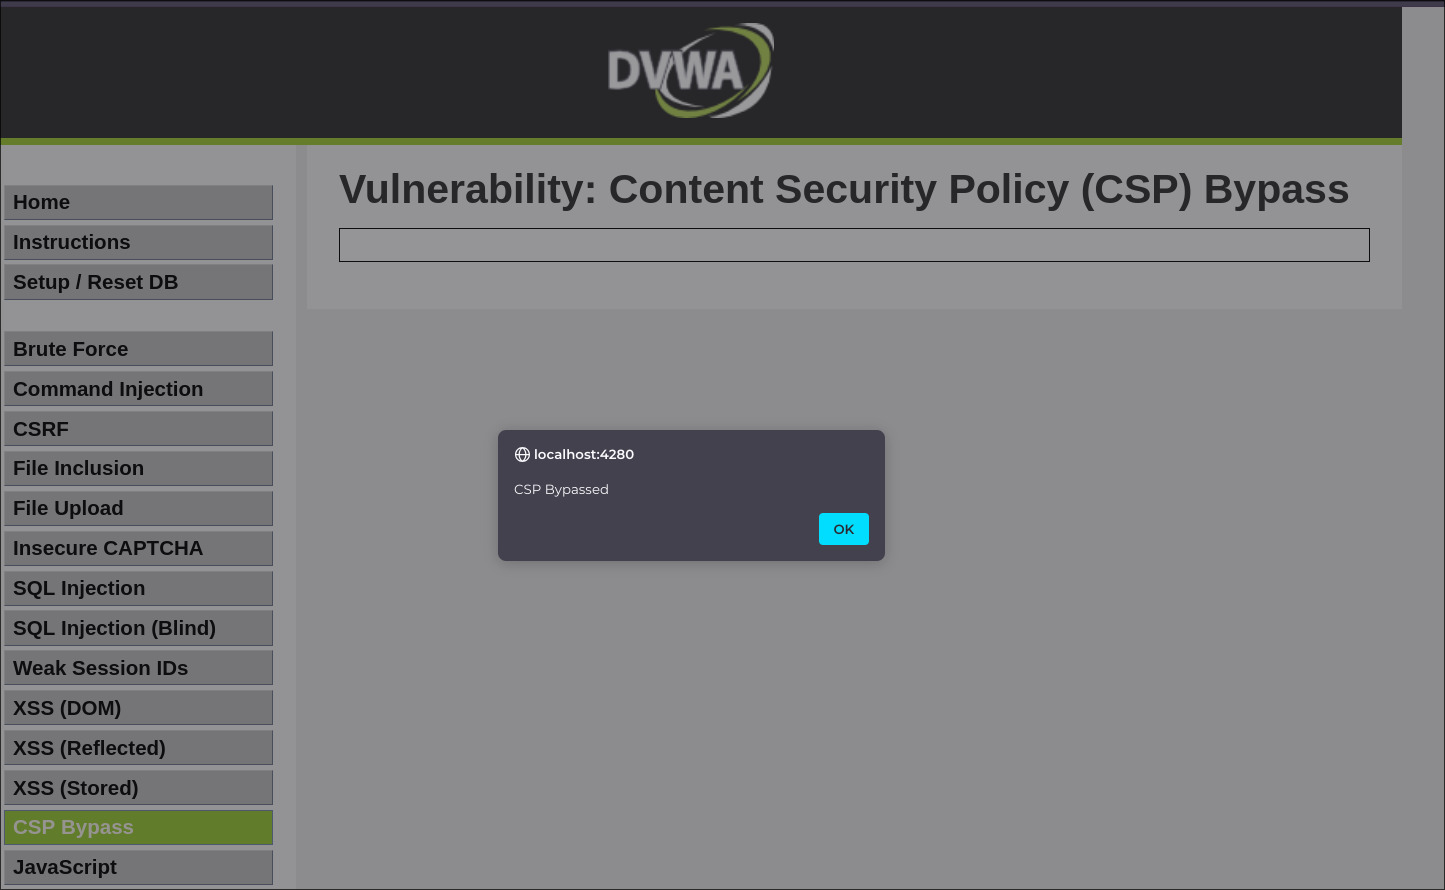 DVWA
Vulnerability: Content Security Policy (CSP) Bypass
Home
Instructions
Setup / Reset DB
Brute Force
Command Injection
CSRF
File Inclusion
File Upload
Insecure CAPTCHA
SQL Injection
SQL Injection (Blind)
Weak Session IDs
XSS (DOM)
XSS (Reflected)
XSS (Stored)
CSP Bypass
JavaScript
localhost:4280
CSP Bypassed
OK